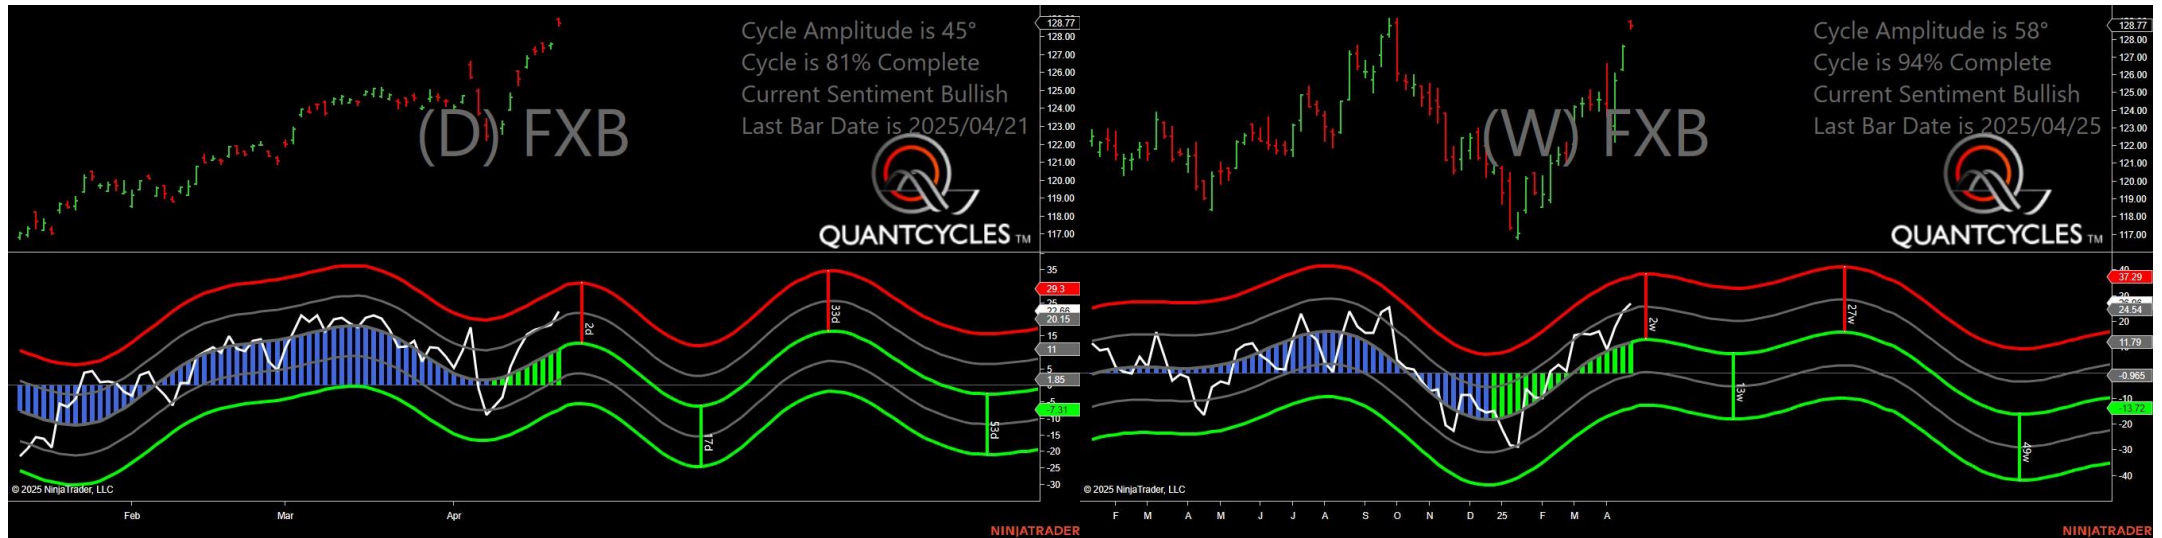 Cycle Amplitude is 45°
Cycle is 81% Complete
Current Sentiment Bullish
Last Bar Date is 2025/04/21
(D) FXB
QUANTCYCLES TM
128.77
128.00
127.00
126.00
125.00
124.00
123.00
122.00
121.00
120.00
119.00
118.00
117.00
35
29.3
25
22.66
20.15
15
11
5
1.85
-5
-7.31
-10
-15
-20
-25
-30
2d
17d
33d
53d
© 2025 NinjaTrader, LLC
Feb Mar Apr
NINJATRADER
Cycle Amplitude is 58°
Cycle is 94% Complete
Current Sentiment Bullish
Last Bar Date is 2025/04/25
(W) FXB
QUANTCYCLES TM
128.77
128.00
127.00
126.00
125.00
124.00
123.00
122.00
121.00
120.00
119.00
118.00
117.00
40
37.29
24.54
20
11.79
-0.965
-10
-13.72
-20
-30
-40
2w
13w
27w
49w
© 2025 NinjaTrader, LLC
F M A M J J A S O N D 25 F M A
NINJATRADER